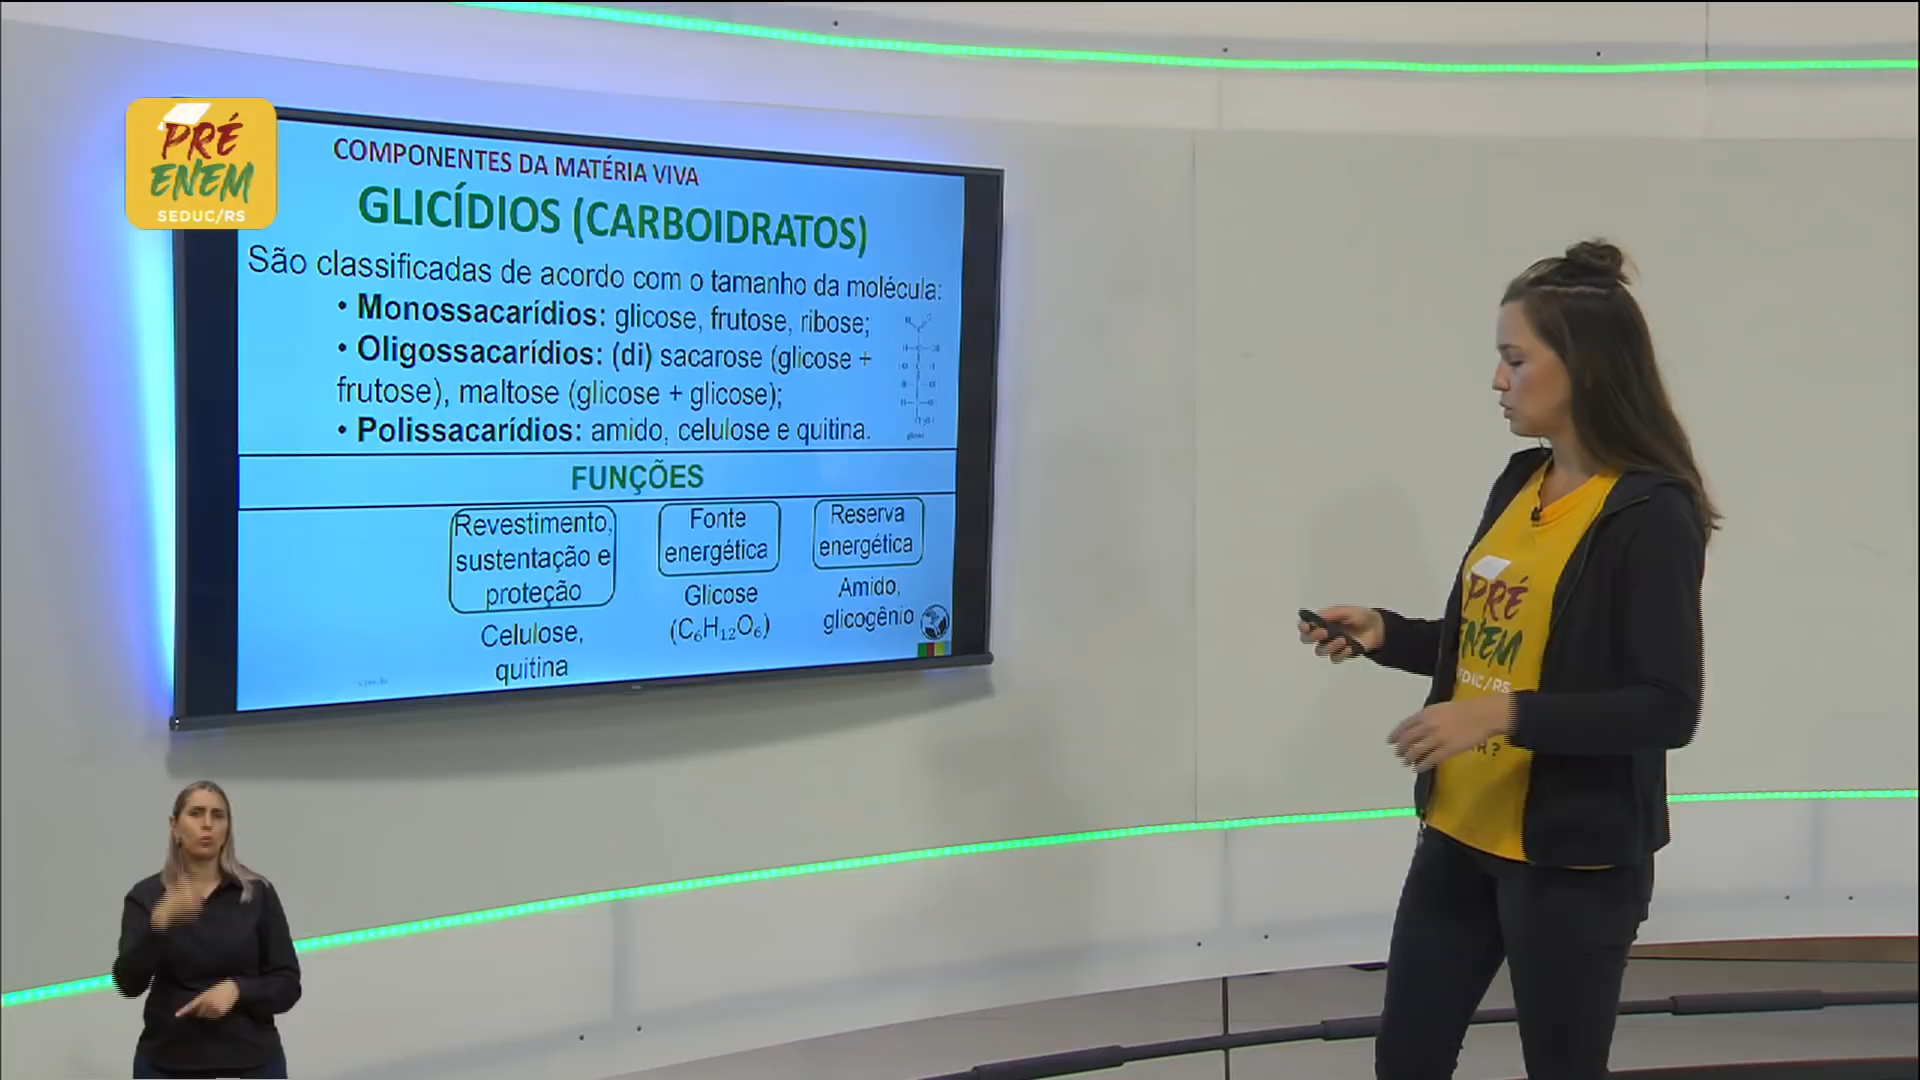 PRÉ
ENEM
SEDUC/RS
COMPONENTES DA MATÉRIA VIVA
GLICÍDIOS (CARBOIDRATOS)
São classificadas de acordo com o tamanho da molécula:
• Monossacarídios: glicose, frutose, ribose;
• Oligossacarídios: (di) sacarose (glicose +
frutose), maltose (glicose + glicose);
• Polissacarídios: amido, celulose e quitina.
FUNÇÕES
Revestimento,
sustentação e
proteção
Celulose,
quitina
Fonte
energética
Glicose
(C₆H₁₂O₆)
Reserva
energética
Amido,
glicogênio
PRÉ
ENEM